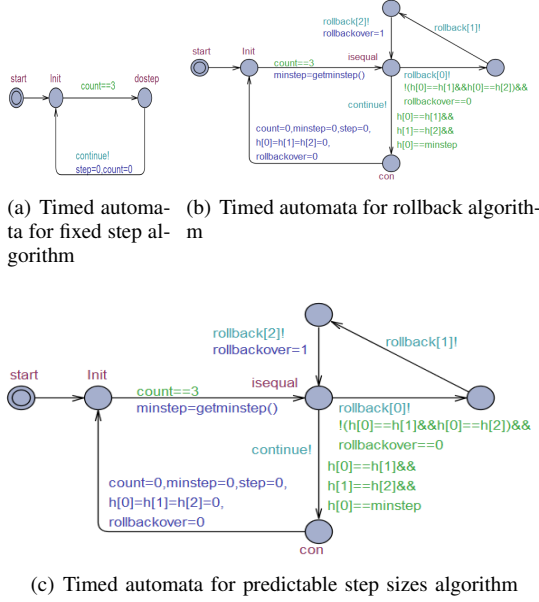 start
Init
count==3
dostep
continue!
step=0,count=0
(a) Timed automa-
ta for fixed step al-
gorithm
rollback[2]!
rollbackover=1
rollback[1]!
Init
count==3
minstep=getminstep()
isequal
rollback[0]!
!(h[0]==h[1]&&h[0]==h[2])&&
rollbackover==0
continue!
h[0]==h[1]&&
h[1]==h[2]&&
h[0]==minstep
count=0,minstep=0,step=0,
h[0]=h[1]=h[2]=0,
rollbackover=0
start
con
(b) Timed automata for rollback algorith-
m
rollback[2]!
rollbackover=1
rollback[1]!
start
Init
count==3
minstep=getminstep()
isequal
rollback[0]!
!(h[0]==h[1]&&h[0]==h[2])&&
rollbackover==0
continue!
h[0]==h[1]&&
h[1]==h[2]&&
h[0]==minstep
count=0,minstep=0,step=0,
h[0]=h[1]=h[2]=0,
rollbackover=0
con
(c) Timed automata for predictable step sizes algorithm